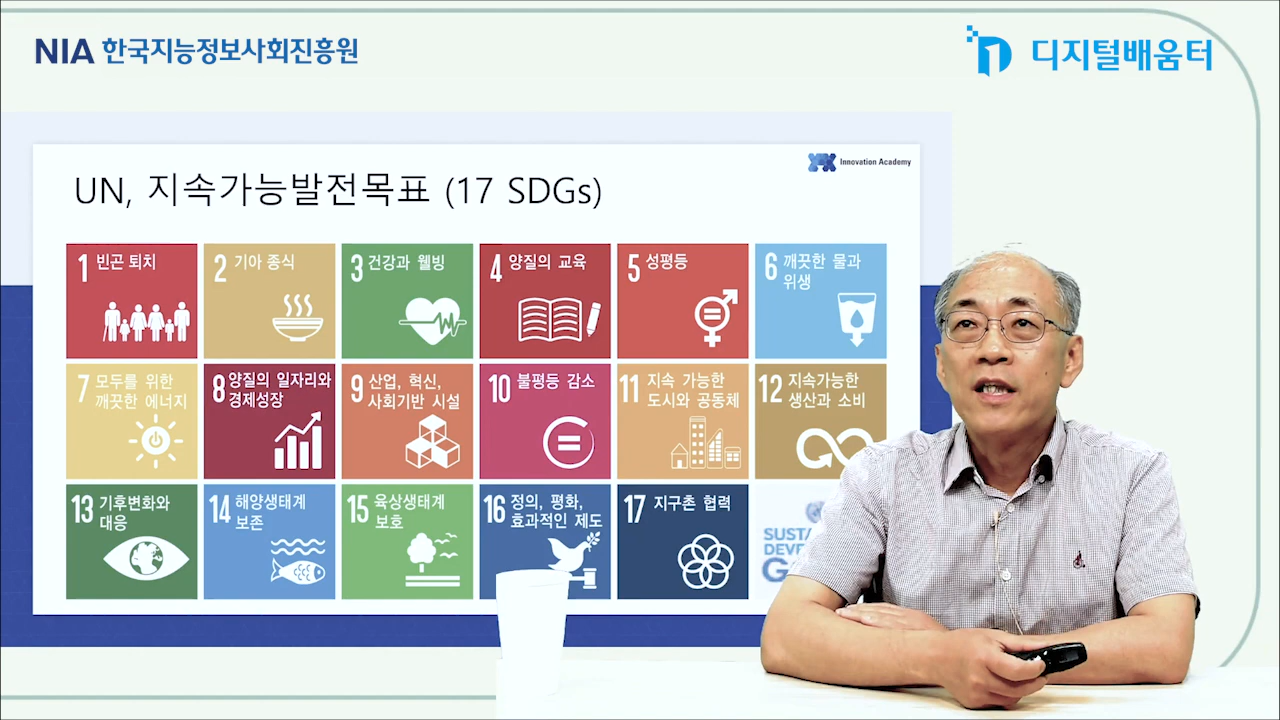 NIA 한국지능정보사회진흥원
디지털배움터
Innovation Academy
UN, 지속가능발전목표 (17 SDGs)
1 빈곤 퇴치
2 기아 종식
3 건강과 웰빙
4 양질의 교육
5 성평등
6 깨끗한 물과
위생
7 모두를 위한
깨끗한 에너지
8 양질의 일자리와
경제성장
9 산업, 혁신,
사회기반 시설
10 불평등 감소
11 지속 가능한
도시와 공동체
12 지속가능한
생산과 소비
13 기후변화와
대응
14 해양생태계
보존
15 육상생태계
보호
16 정의, 평화,
효과적인 제도
17 지구촌 협력